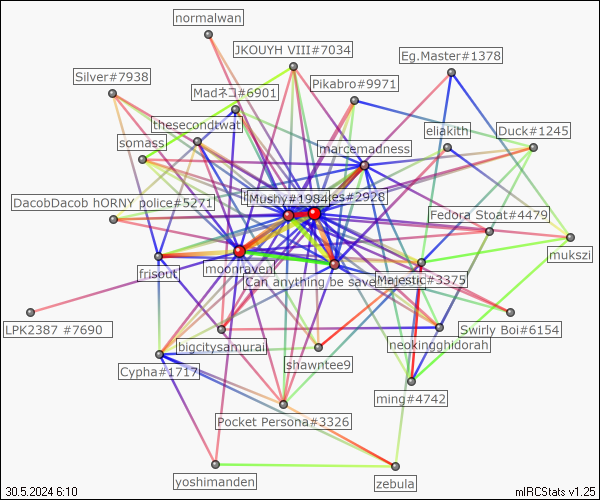 normalwan
JKOUYH VIII#7034
Eg.Master#1378
Silver#7938
Pikabro#9971
Madネコ#6901
thesecondtwat
eliakith
Duck#1245
somass
marcemadness
Mushy#1984
es#2928
DacobDacob hORNY police#5271
Fedora Stoat#4479
mukszi
frisout
moonraven
Can anything be save
Majestic#3375
LPK2387 #7690
Swirly Boi#6154
bigcitysamurai
neokingghidorah
shawntee9
Cypha#1717
ming#4742
Pocket Persona#3326
yoshimanden
zebula
30.5.2024 6:10
mIRCStats v1.25